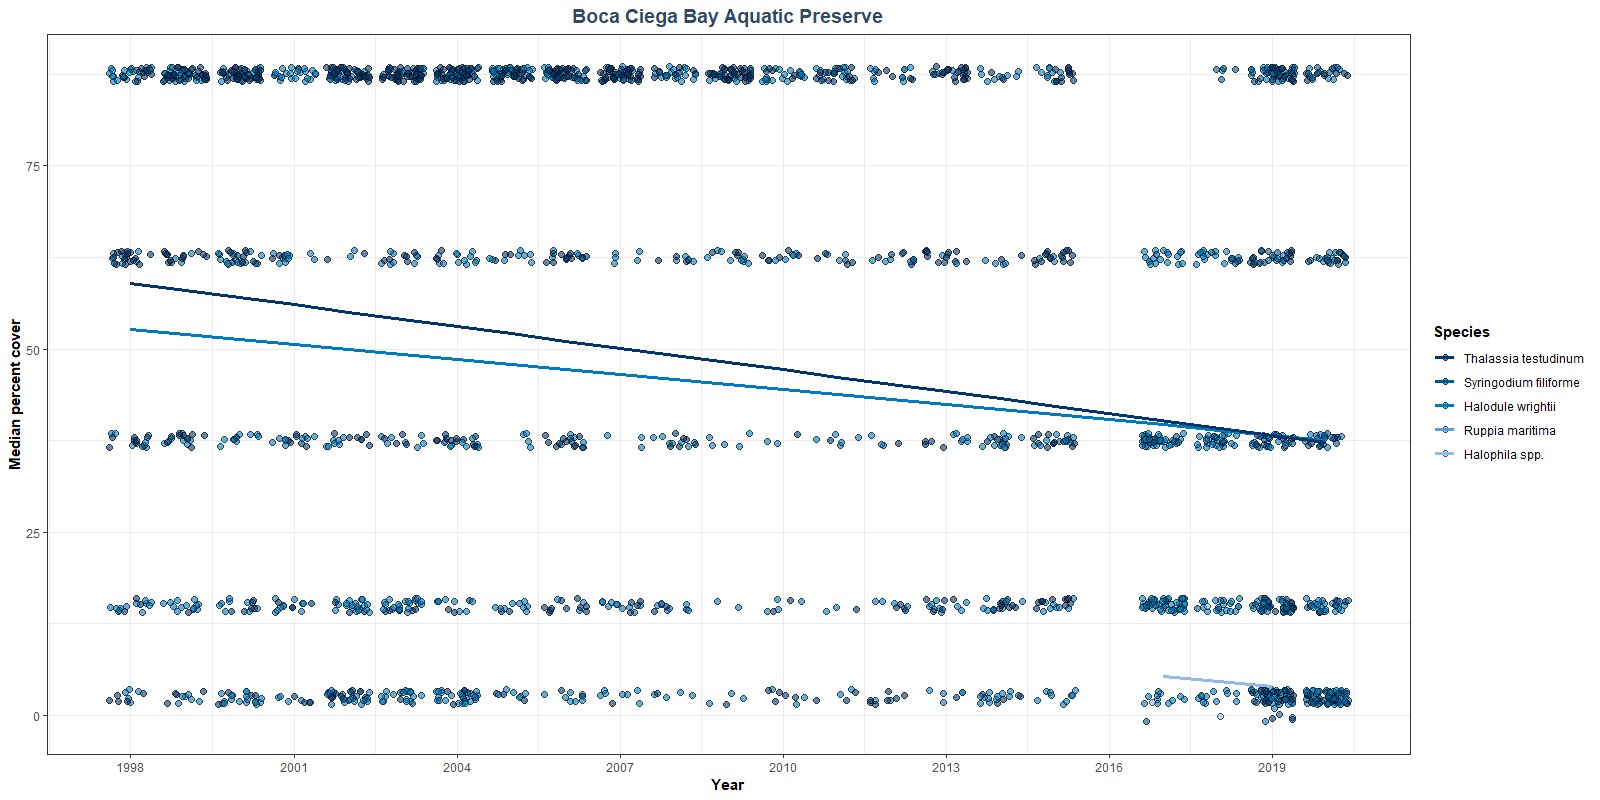 Boca Ciega Bay Aquatic Preserve
Median percent cover
75
50
25
0
1998 2001 2004 2007 2010 2013 2016 2019
Year
Species
Thalassia testudinum
Syringodium filiforme
Halodule wrightii
Ruppia maritima
Halophila spp.